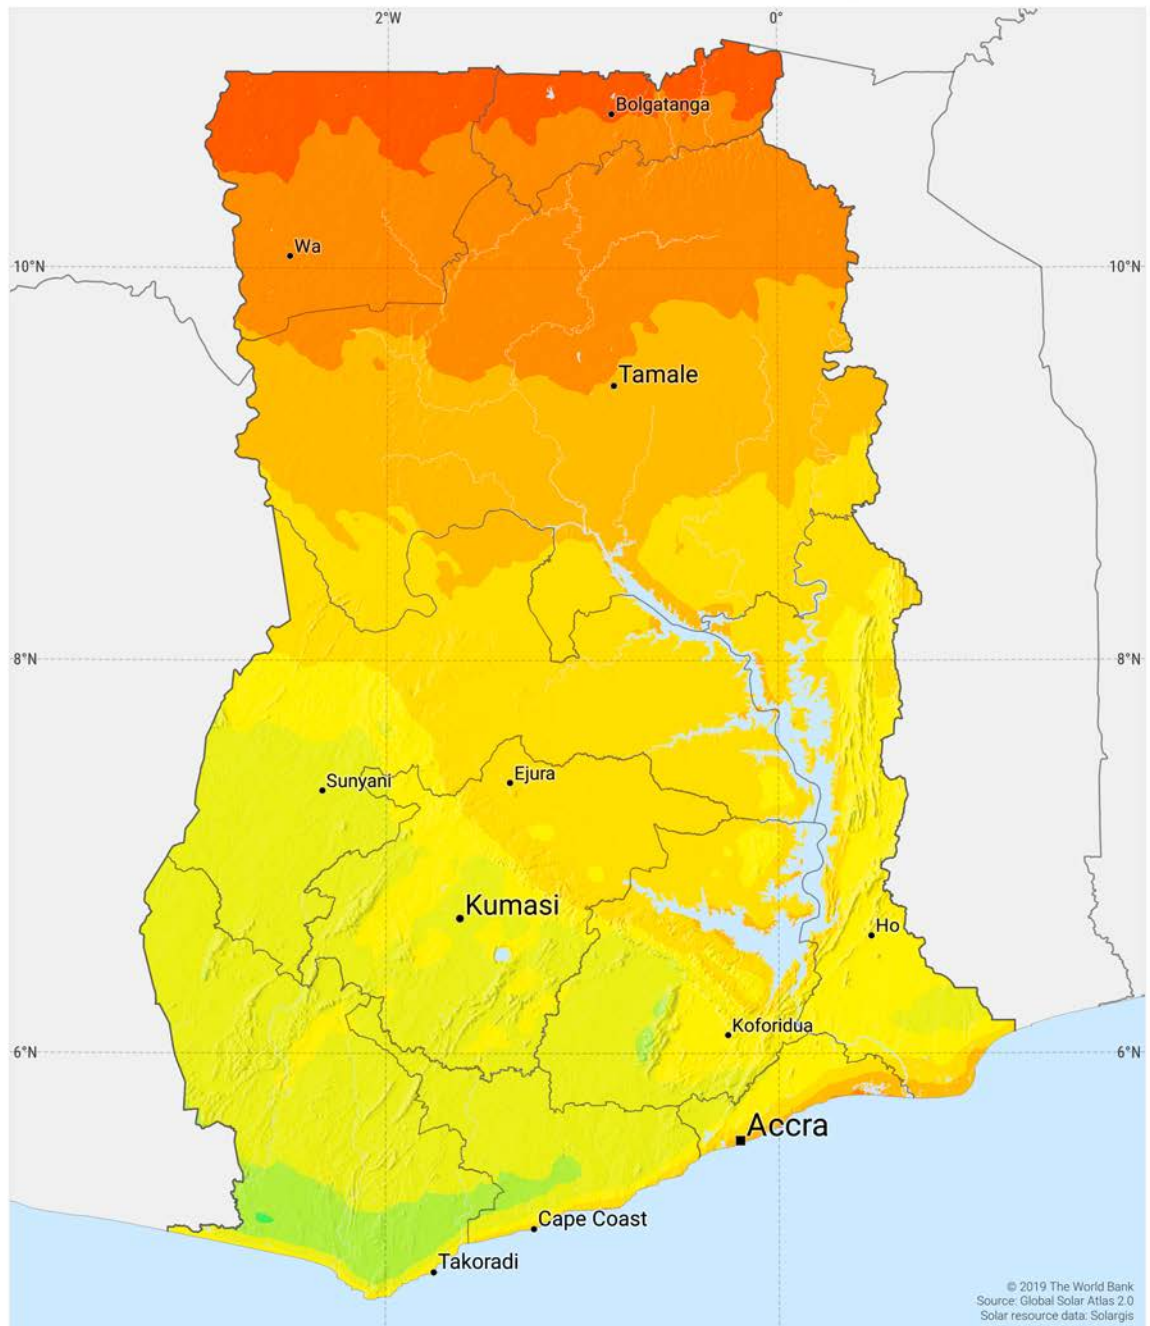 2°W
0°
Bolgatanga
Wa
10°N
10°N
Tamale
8°N
8°N
Ejura
Sunyani
Kumasi
Ho
Koforidua
6°N
6°N
Accra
Cape Coast
Takoradi
© 2019 The World Bank
Source: Global Solar Atlas 2.0
Solar resource data: Solargis